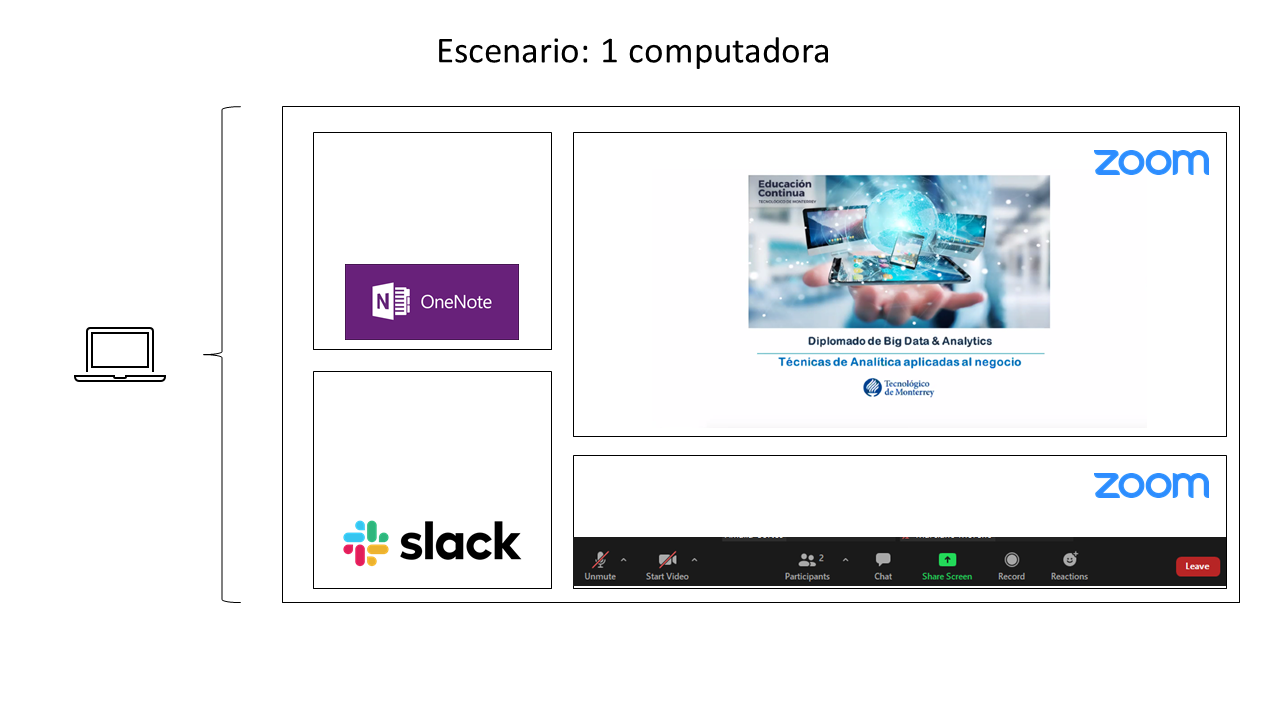 Escenario: 1 computadora
N OneNote
slack
zoom
Educación
Continua
TECNOLÓGICO DE MONTERREY
Diplomado de Big Data & Analytics
Técnicas de Analítica aplicadas al negocio
Tecnológico
de Monterrey
zoom
Unmute
Start Video
2
Participants
Chat
Share Screen
Record
Reactions
Leave